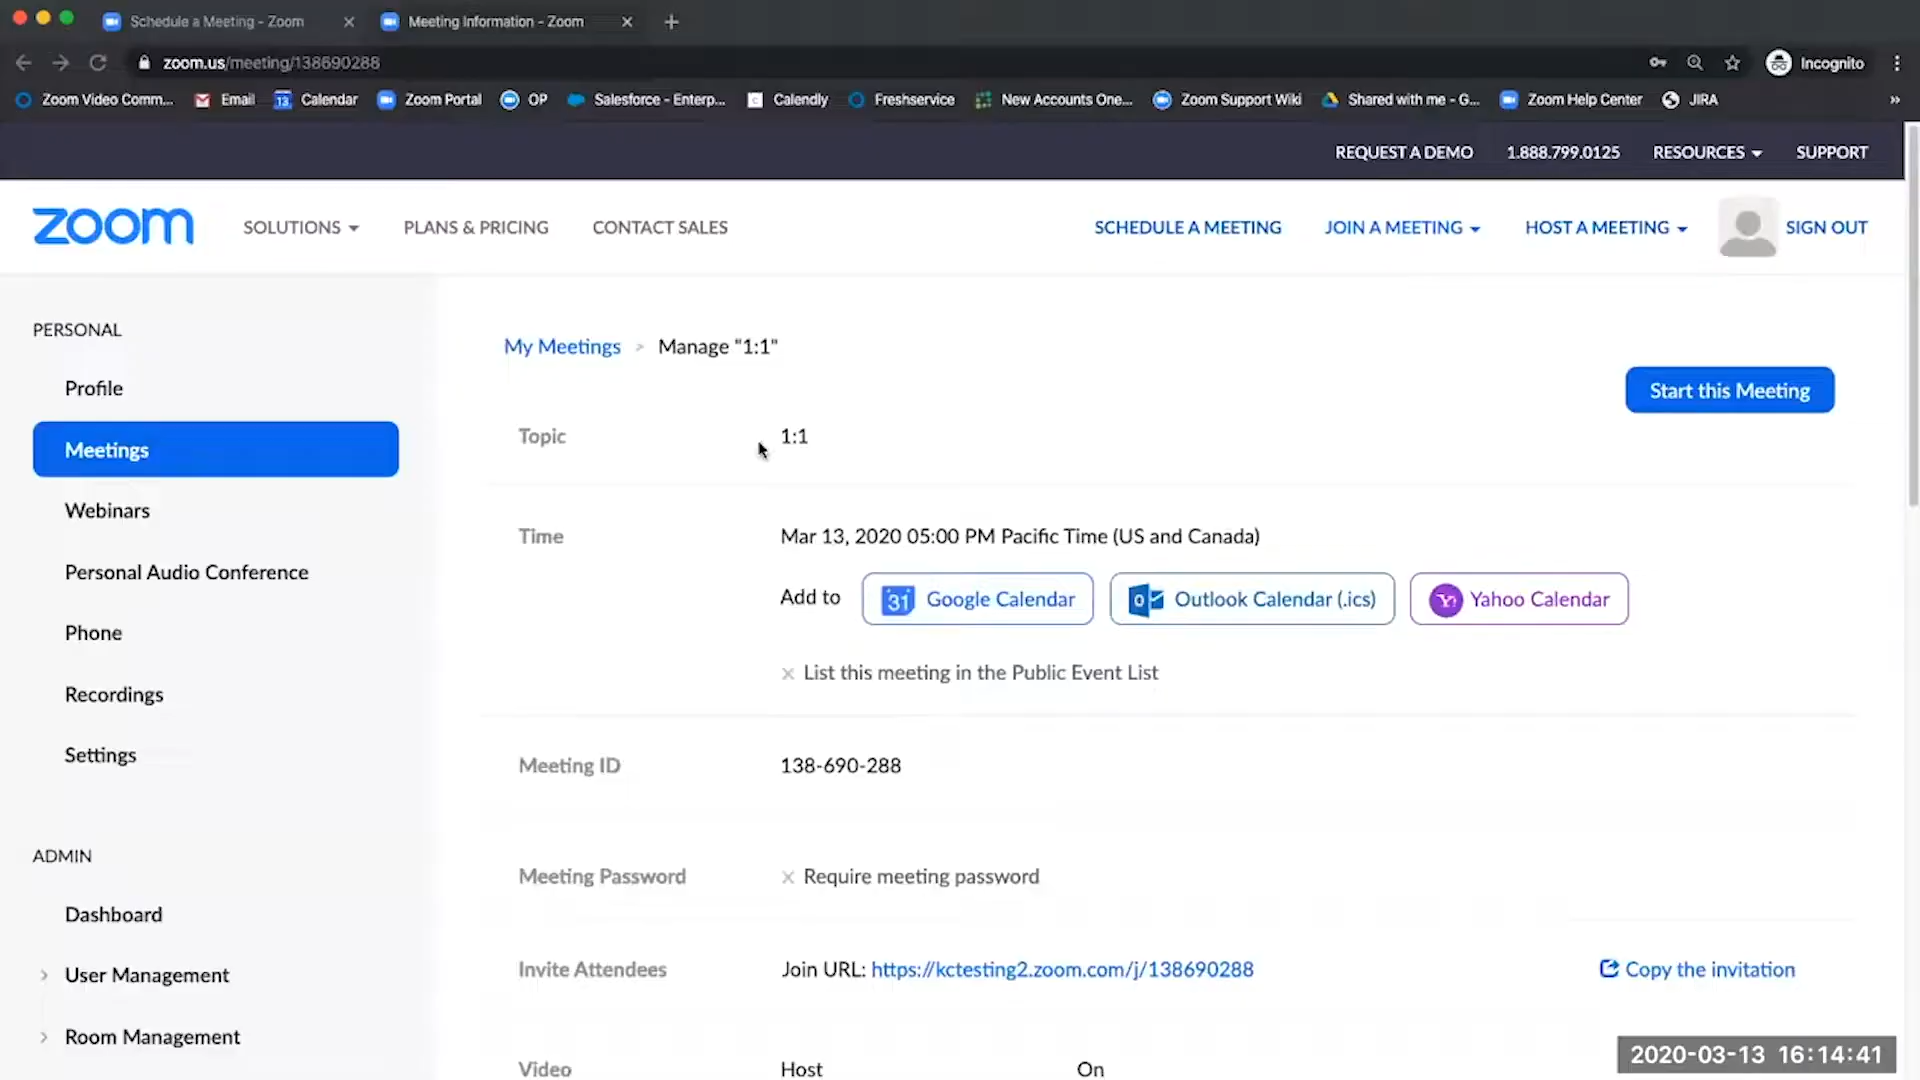 Schedule a Meeting - Zoom
Meeting Information - Zoom
zoom.us/meeting/138690288
Incognito
Zoom Video Comm...
Email
Calendar
Zoom Portal
OP
Salesforce - Enterp...
Calendly
Freshservice
New Accounts One...
Zoom Support Wiki
Shared with me - G...
Zoom Help Center
JIRA
REQUEST A DEMO
1.888.799.0125
RESOURCES
SUPPORT
zoom
SOLUTIONS
PLANS & PRICING
CONTACT SALES
SCHEDULE A MEETING
JOIN A MEETING
HOST A MEETING
SIGN OUT
PERSONAL
Profile
Meetings
Webinars
Personal Audio Conference
Phone
Recordings
Settings
ADMIN
Dashboard
User Management
Room Management
My Meetings > Manage "1:1"
Start this Meeting
Topic 1:1
Time Mar 13, 2020 05:00 PM Pacific Time (US and Canada)
Add to 31 Google Calendar Outlook Calendar (.ics) Yahoo Calendar
× List this meeting in the Public Event List
Meeting ID 138-690-288
Meeting Password × Require meeting password
Invite Attendees Join URL: https://kctesting2.zoom.com/j/138690288 Copy the invitation
Video Host On
2020-03-13 16:14:41